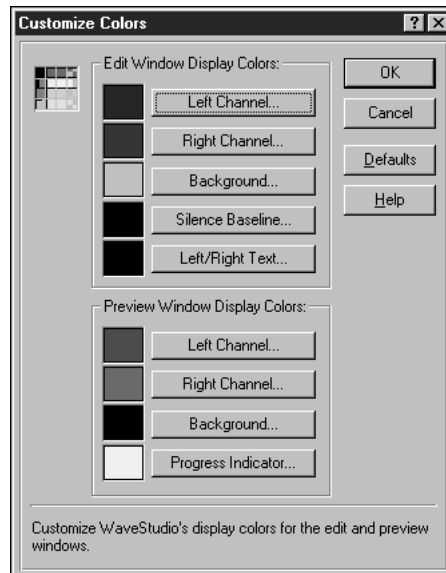 Customize Colors
Edit Window Display Colors:
Left Channel...
Right Channel...
Background...
Silence Baseline...
Left/Right Text...
OK
Cancel
Defaults
Help
Preview Window Display Colors:
Left Channel...
Right Channel...
Background...
Progress Indicator...
Customize WaveStudio's display colors for the edit and preview
windows.